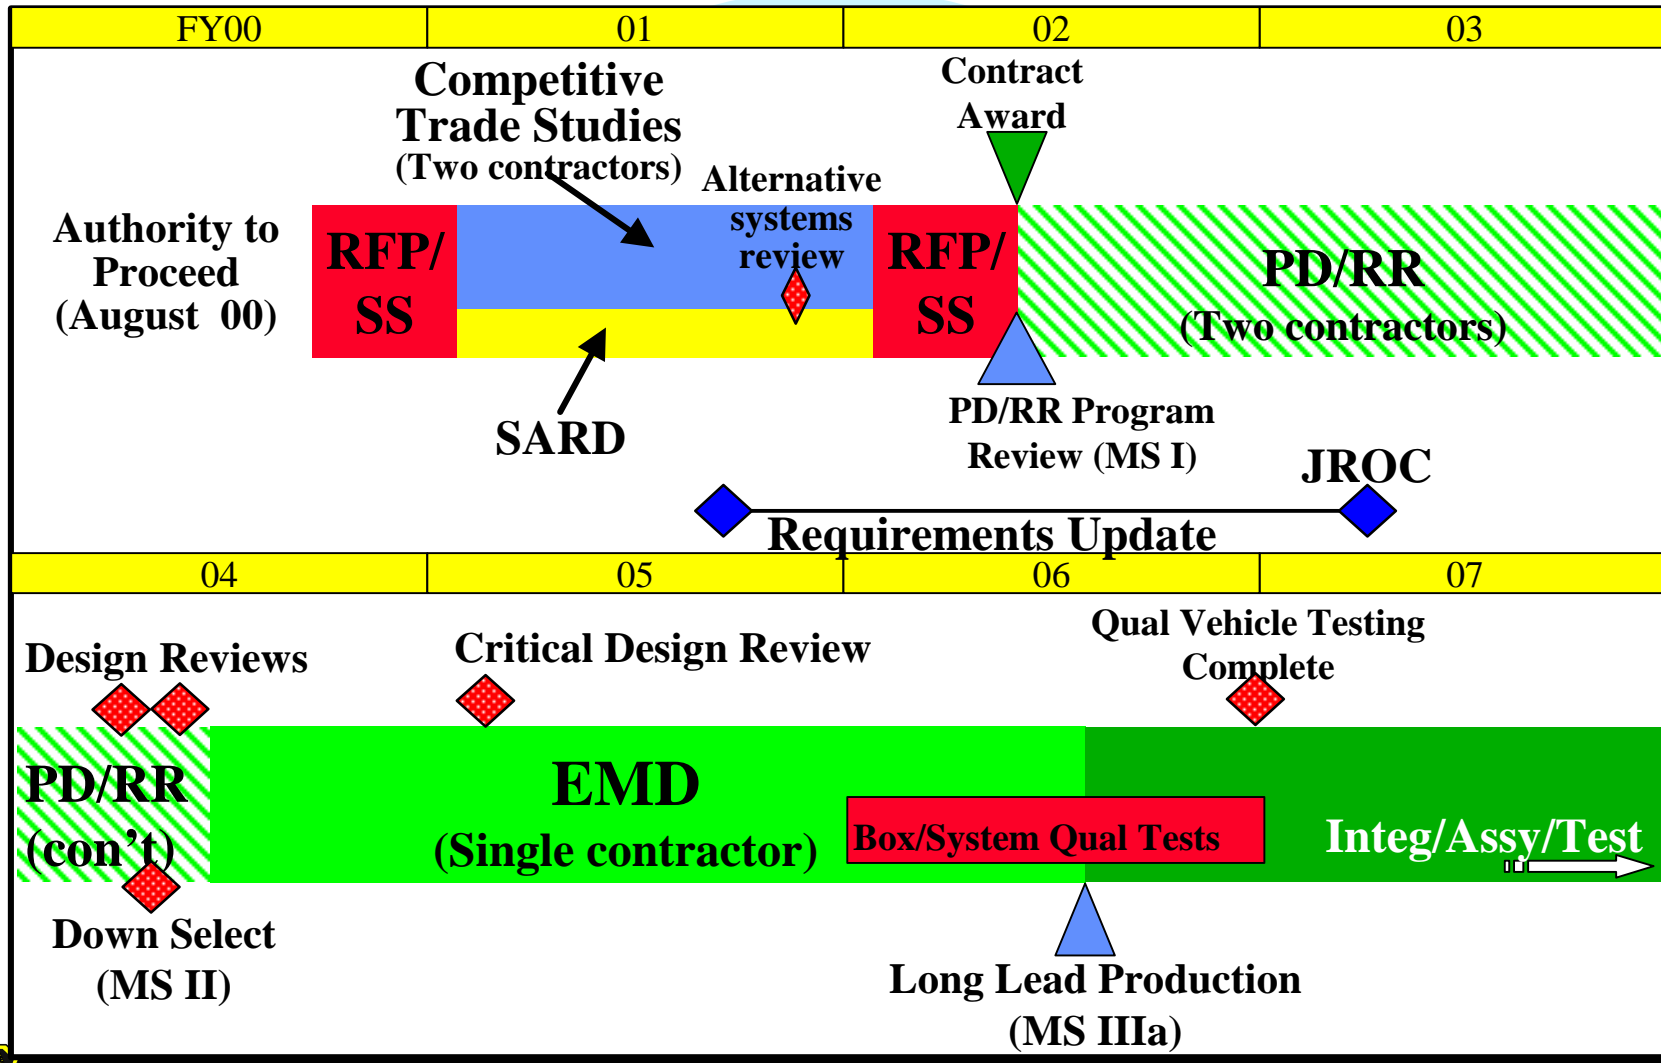 FY00
01
02
03
Competitive
Trade Studies
(Two contractors)
Contract
Award
Alternative
systems
review
Authority to
Proceed
(August  00)
RFP/
SS
RFP/
SS
PD/RR
(Two contractors)
SARD
PD/RR Program
Review (MS I)
JROC
Requirements Update
04
05
06
07
Design Reviews
Critical Design Review
Qual Vehicle Testing
Complete
PD/RR
(con’t)
EMD
(Single contractor)
Box/System Qual Tests
Integ/Assy/Test
Down Select
(MS II)
Long Lead Production
(MS IIIa)